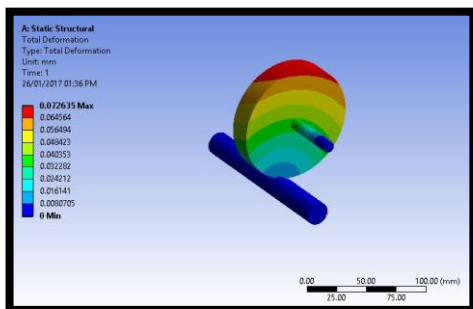 A: Static Structural
Total Deformation
Type: Total Deformation
Unit: mm
Time: 1
26/01/2017 01:36 PM
0.072635 Max
0.064564
0.056494
0.048423
0.040353
0.032282
0.024212
0.016141
0.0080705
0 Min
0.00 50.00 100.00 (mm)
25.00 75.00